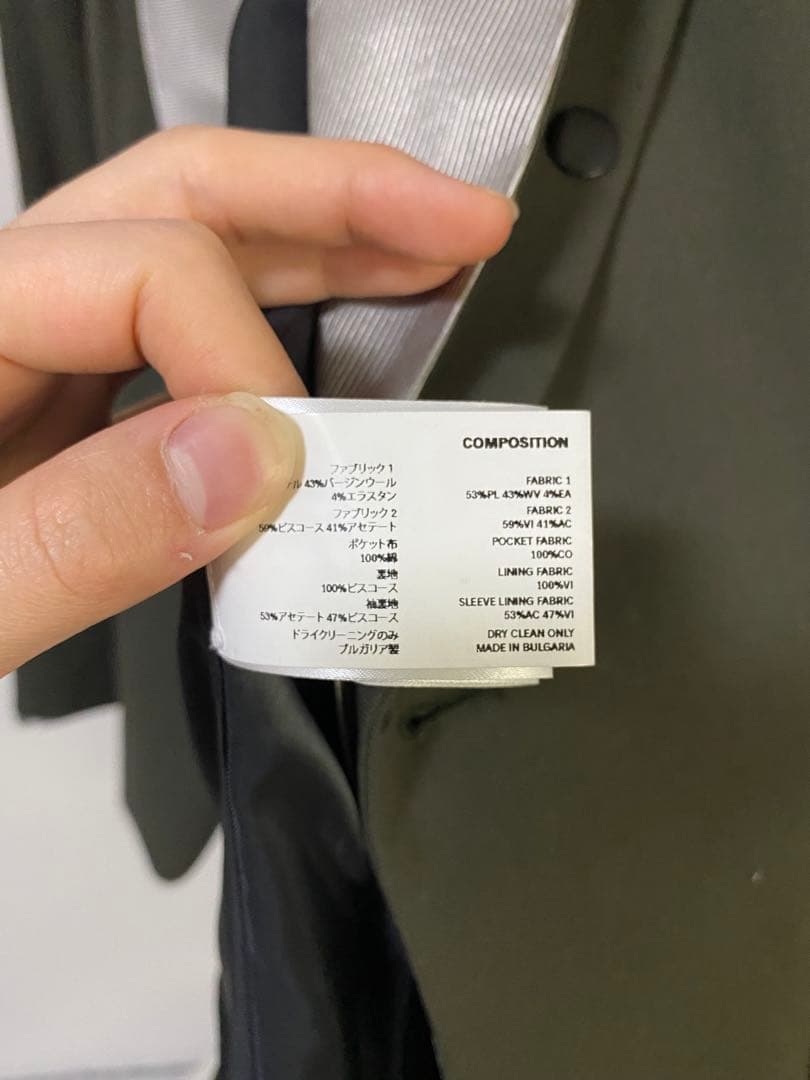 COMPOSITION
ファブリック 1
ル 43%バージンウール
4%エラスタン
ファブリック 2
59%ビスコース 41%アセテート
ポケット布
100%綿
裏地
100%ビスコース
袖裏地
53%アセテート 47%ビスコース
ドライクリーニングのみ
ブルガリア製
FABRIC 1
53%PL 43%WV 4%EA
FABRIC 2
59%VI 41%AC
POCKET FABRIC
100%CO
LINING FABRIC
100%VI
SLEEVE LINING FABRIC
53%AC 47%VI
DRY CLEAN ONLY
MADE IN BULGARIA